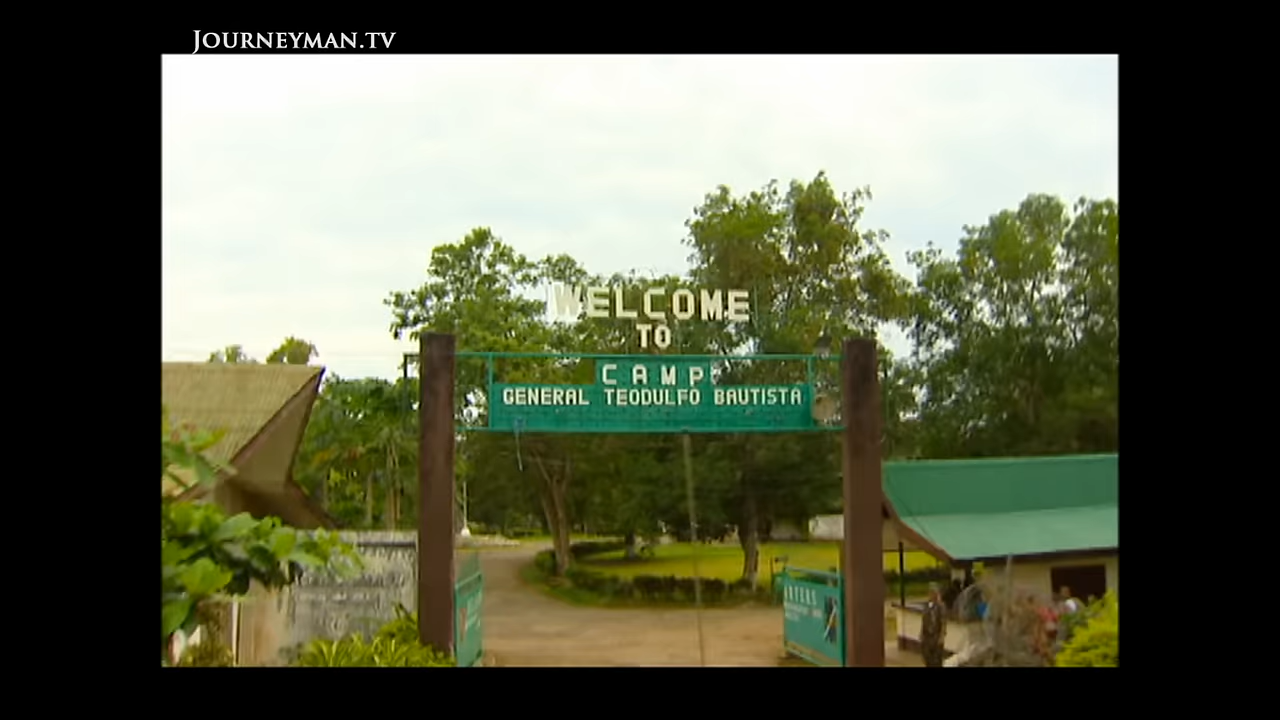 JOURNEYMAN.TV
WELCOME
TO
CAMP
GENERAL TEODULFO BAUTISTA